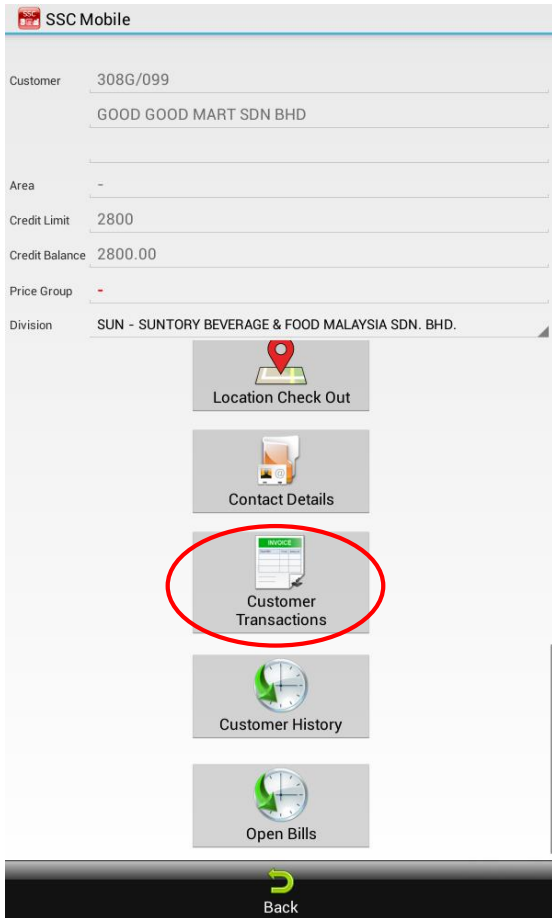 SSC Mobile
Customer 308G/099
GOOD GOOD MART SDN BHD
Area -
Credit Limit 2800
Credit Balance 2800.00
Price Group -
Division SUN - SUNTORY BEVERAGE & FOOD MALAYSIA SDN. BHD.
Location Check Out
Contact Details
INVOICE
Customer
Transactions
Customer History
Open Bills
Back